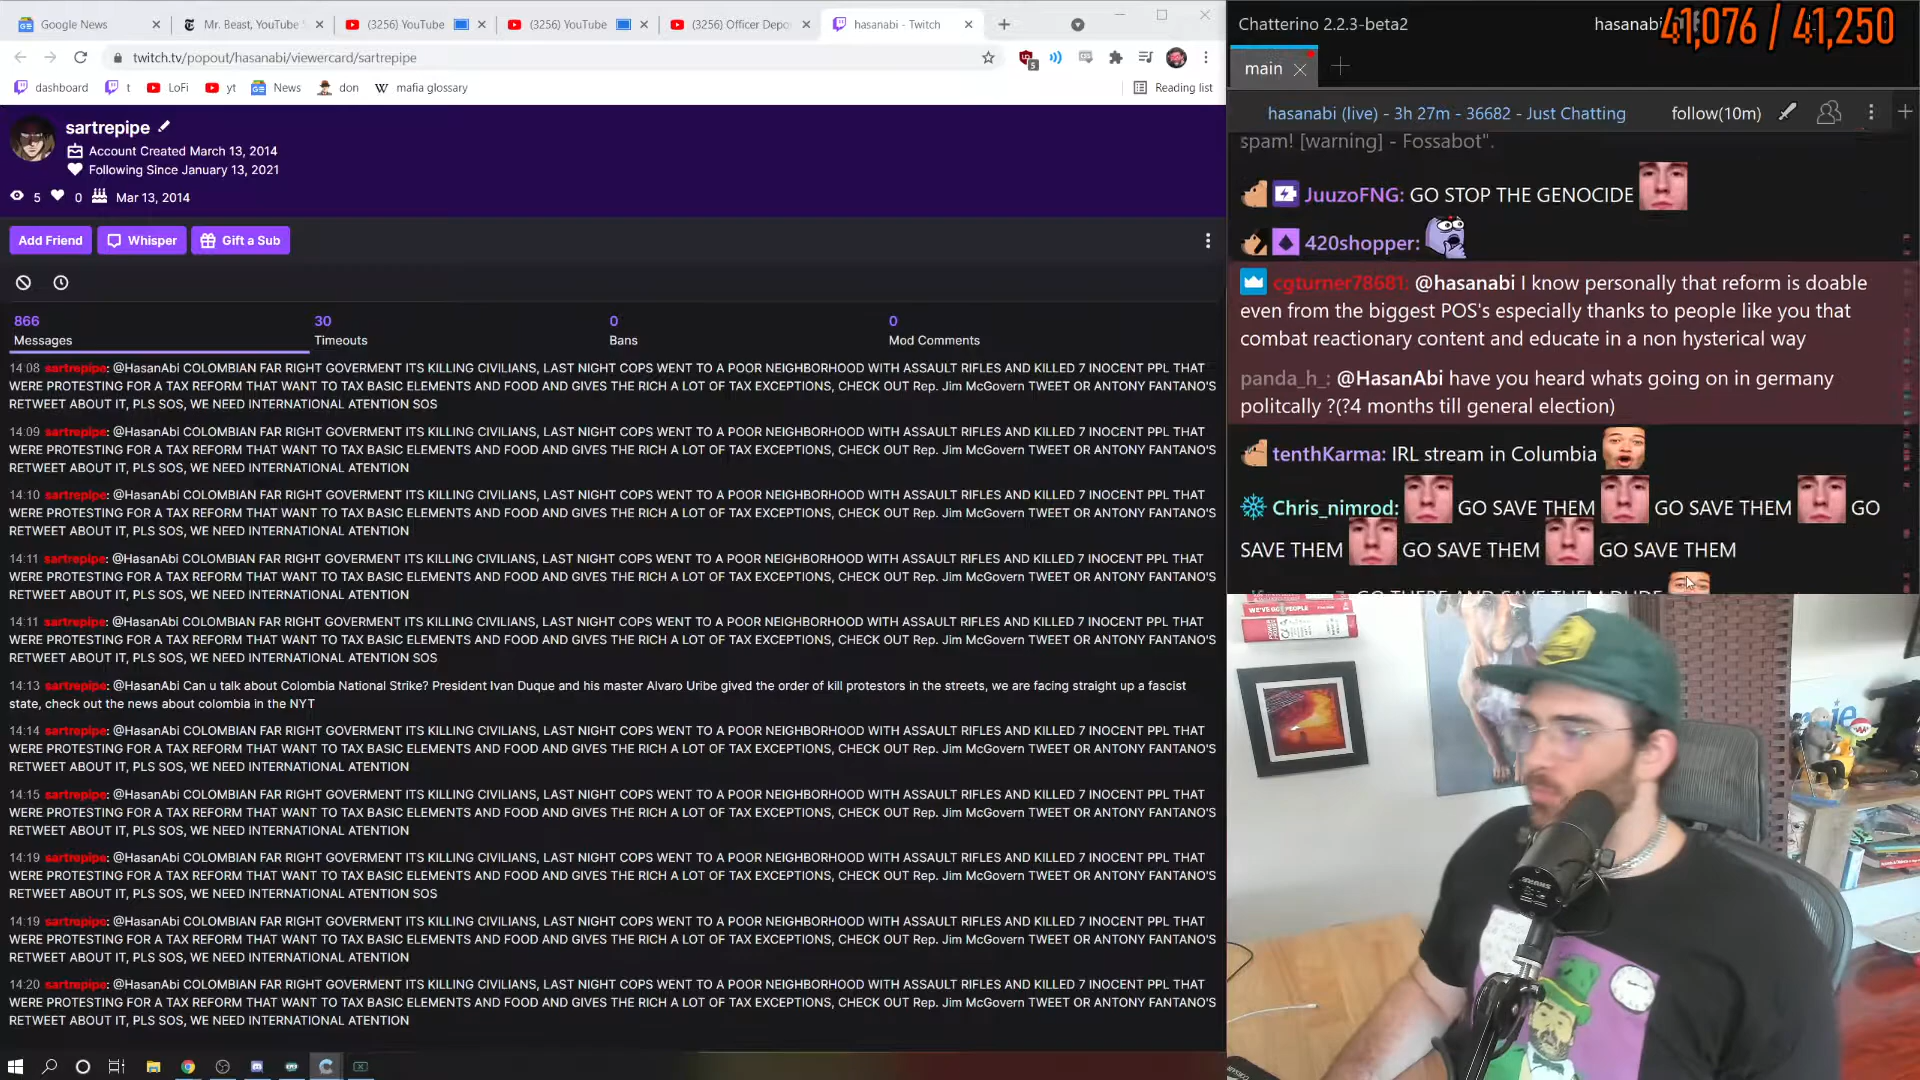 Google News
Mr. Beast, YouTube
(3256) YouTube
(3256) YouTube
(3256) Officer Depo
hasanabi - Twitch
twitch.tv/popout/hasanabi/viewercard/sartrepipe
dashboard
t
LoFi
yt
News
don
mafia glossary
Reading list
sartrepipe
Account Created March 13, 2014
Following Since January 13, 2021
5
0
Mar 13, 2014
Add Friend
Whisper
Gift a Sub
866
Messages
30
Timeouts
0
Bans
0
Mod Comments
14:08 sartrepipe: @HasanAbi COLOMBIAN FAR RIGHT GOVERMENT ITS KILLING CIVILIANS, LAST NIGHT COPS WENT TO A POOR NEIGHBORHOOD WITH ASSAULT RIFLES AND KILLED 7 INOCENT PPL THAT
WERE PROTESTING FOR A TAX REFORM THAT WANT TO TAX BASIC ELEMENTS AND FOOD AND GIVES THE RICH A LOT OF TAX EXCEPTIONS, CHECK OUT Rep. Jim McGovern TWEET OR ANTONY FANTANO'S
RETWEET ABOUT IT, PLS SOS, WE NEED INTERNATIONAL ATENTION SOS
14:09 sartrepipe: @HasanAbi COLOMBIAN FAR RIGHT GOVERMENT ITS KILLING CIVILIANS, LAST NIGHT COPS WENT TO A POOR NEIGHBORHOOD WITH ASSAULT RIFLES AND KILLED 7 INOCENT PPL THAT
WERE PROTESTING FOR A TAX REFORM THAT WANT TO TAX BASIC ELEMENTS AND FOOD AND GIVES THE RICH A LOT OF TAX EXCEPTIONS, CHECK OUT Rep. Jim McGovern TWEET OR ANTONY FANTANO'S
RETWEET ABOUT IT, PLS SOS, WE NEED INTERNATIONAL ATENTION
14:10 sartrepipe: @HasanAbi COLOMBIAN FAR RIGHT GOVERMENT ITS KILLING CIVILIANS, LAST NIGHT COPS WENT TO A POOR NEIGHBORHOOD WITH ASSAULT RIFLES AND KILLED 7 INOCENT PPL THAT
WERE PROTESTING FOR A TAX REFORM THAT WANT TO TAX BASIC ELEMENTS AND FOOD AND GIVES THE RICH A LOT OF TAX EXCEPTIONS, CHECK OUT Rep. Jim McGovern TWEET OR ANTONY FANTANO'S
RETWEET ABOUT IT, PLS SOS, WE NEED INTERNATIONAL ATENTION
14:11 sartrepipe: @HasanAbi COLOMBIAN FAR RIGHT GOVERMENT ITS KILLING CIVILIANS, LAST NIGHT COPS WENT TO A POOR NEIGHBORHOOD WITH ASSAULT RIFLES AND KILLED 7 INOCENT PPL THAT
WERE PROTESTING FOR A TAX REFORM THAT WANT TO TAX BASIC ELEMENTS AND FOOD AND GIVES THE RICH A LOT OF TAX EXCEPTIONS, CHECK OUT Rep. Jim McGovern TWEET OR ANTONY FANTANO'S
RETWEET ABOUT IT, PLS SOS, WE NEED INTERNATIONAL ATENTION
14:11 sartrepipe: @HasanAbi COLOMBIAN FAR RIGHT GOVERMENT ITS KILLING CIVILIANS, LAST NIGHT COPS WENT TO A POOR NEIGHBORHOOD WITH ASSAULT RIFLES AND KILLED 7 INOCENT PPL THAT
WERE PROTESTING FOR A TAX REFORM THAT WANT TO TAX BASIC ELEMENTS AND FOOD AND GIVES THE RICH A LOT OF TAX EXCEPTIONS, CHECK OUT Rep. Jim McGovern TWEET OR ANTONY FANTANO'S
RETWEET ABOUT IT, PLS SOS, WE NEED INTERNATIONAL ATENTION SOS
14:13 sartrepipe: @HasanAbi Can u talk about Colombia National Strike? President Ivan Duque and his master Alvaro Uribe gived the order of kill protestors in the streets, we are facing straight up a fascist
state, check out the news about colombia in the NYT
14:14 sartrepipe: @HasanAbi COLOMBIAN FAR RIGHT GOVERMENT ITS KILLING CIVILIANS, LAST NIGHT COPS WENT TO A POOR NEIGHBORHOOD WITH ASSAULT RIFLES AND KILLED 7 INOCENT PPL THAT
WERE PROTESTING FOR A TAX REFORM THAT WANT TO TAX BASIC ELEMENTS AND FOOD AND GIVES THE RICH A LOT OF TAX EXCEPTIONS, CHECK OUT Rep. Jim McGovern TWEET OR ANTONY FANTANO'S
RETWEET ABOUT IT, PLS SOS, WE NEED INTERNATIONAL ATENTION
14:15 sartrepipe: @HasanAbi COLOMBIAN FAR RIGHT GOVERMENT ITS KILLING CIVILIANS, LAST NIGHT COPS WENT TO A POOR NEIGHBORHOOD WITH ASSAULT RIFLES AND KILLED 7 INOCENT PPL THAT
WERE PROTESTING FOR A TAX REFORM THAT WANT TO TAX BASIC ELEMENTS AND FOOD AND GIVES THE RICH A LOT OF TAX EXCEPTIONS, CHECK OUT Rep. Jim McGovern TWEET OR ANTONY FANTANO'S
RETWEET ABOUT IT, PLS SOS, WE NEED INTERNATIONAL ATENTION
14:19 sartrepipe: @HasanAbi COLOMBIAN FAR RIGHT GOVERMENT ITS KILLING CIVILIANS, LAST NIGHT COPS WENT TO A POOR NEIGHBORHOOD WITH ASSAULT RIFLES AND KILLED 7 INOCENT PPL THAT
WERE PROTESTING FOR A TAX REFORM THAT WANT TO TAX BASIC ELEMENTS AND FOOD AND GIVES THE RICH A LOT OF TAX EXCEPTIONS, CHECK OUT Rep. Jim McGovern TWEET OR ANTONY FANTANO'S
RETWEET ABOUT IT, PLS SOS, WE NEED INTERNATIONAL ATENTION SOS
14:19 sartrepipe: @HasanAbi COLOMBIAN FAR RIGHT GOVERMENT ITS KILLING CIVILIANS, LAST NIGHT COPS WENT TO A POOR NEIGHBORHOOD WITH ASSAULT RIFLES AND KILLED 7 INOCENT PPL THAT
WERE PROTESTING FOR A TAX REFORM THAT WANT TO TAX BASIC ELEMENTS AND FOOD AND GIVES THE RICH A LOT OF TAX EXCEPTIONS, CHECK OUT Rep. Jim McGovern TWEET OR ANTONY FANTANO'S
RETWEET ABOUT IT, PLS SOS, WE NEED INTERNATIONAL ATENTION
14:20 sartrepipe: @HasanAbi COLOMBIAN FAR RIGHT GOVERMENT ITS KILLING CIVILIANS, LAST NIGHT COPS WENT TO A POOR NEIGHBORHOOD WITH ASSAULT RIFLES AND KILLED 7 INOCENT PPL THAT
WERE PROTESTING FOR A TAX REFORM THAT WANT TO TAX BASIC ELEMENTS AND FOOD AND GIVES THE RICH A LOT OF TAX EXCEPTIONS, CHECK OUT Rep. Jim McGovern TWEET OR ANTONY FANTANO'S
RETWEET ABOUT IT, PLS SOS, WE NEED INTERNATIONAL ATENTION
Chatterino 2.2.3-beta2
hasanabi
41,076 / 41,250
main
hasanabi (live) - 3h 27m - 36682 - Just Chatting
follow(10m)
spam! [warning] - Fossabot".
JuuzoFNG: GO STOP THE GENOCIDE
420shopper:
cgturner78681: @hasanabi I know personally that reform is doable
even from the biggest POS's especially thanks to people like you that
combat reactionary content and educate in a non hysterical way
panda_h_: @HasanAbi have you heard whats going on in germany
politcally ?(?4 months till general election)
tenthKarma: IRL stream in Columbia
Chris_nimrod: GO SAVE THEM GO SAVE THEM GO
SAVE THEM GO SAVE THEM GO SAVE THEM
GO THERE AND SAVE THEM DUDE
WE'VE GOT PEOPLE
SHURE